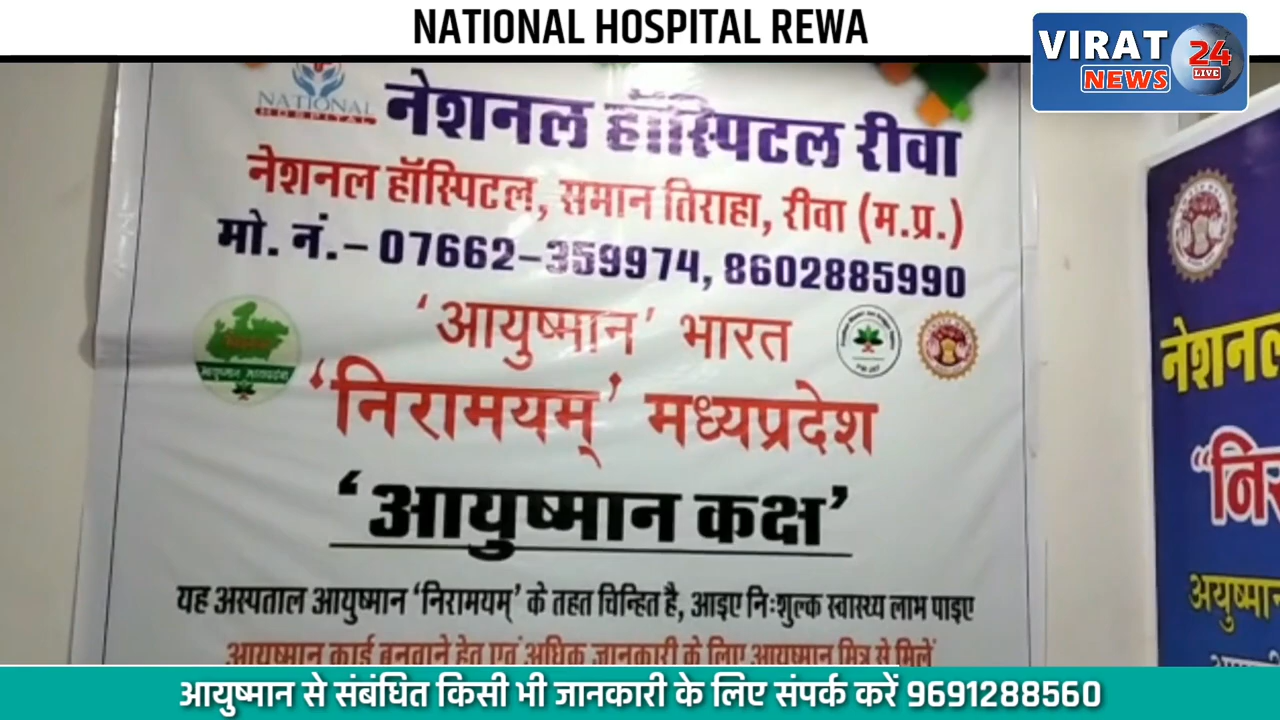 NATIONAL HOSPITAL REWA
VIRAT
NEWS
24
LIVE
NATIONAL
HOSPITAL
नेशनल हॉस्पिटल रीवा
नेशनल हॉस्पिटल, समान तिराहा, रीवा (म.प्र.)
मो. नं.– 07662–359974, 8602885990
‘आयुष्मान’ भारत
‘निरामयम्’ मध्यप्रदेश
‘आयुष्मान कक्ष’
यह अस्पताल आयुष्मान ‘निरामयम्’ के तहत चिन्हित है, आइए निःशुल्क स्वास्थ्य लाभ पाइए
आयुष्मान कार्ड बनवाने हेतु एवं अधिक जानकारी के लिए आयुष्मान मित्र से मिलें
नेशनल
अयुष्मान
आयुष्मान से संबंधित किसी भी जानकारी के लिए संपर्क करें 9691288560